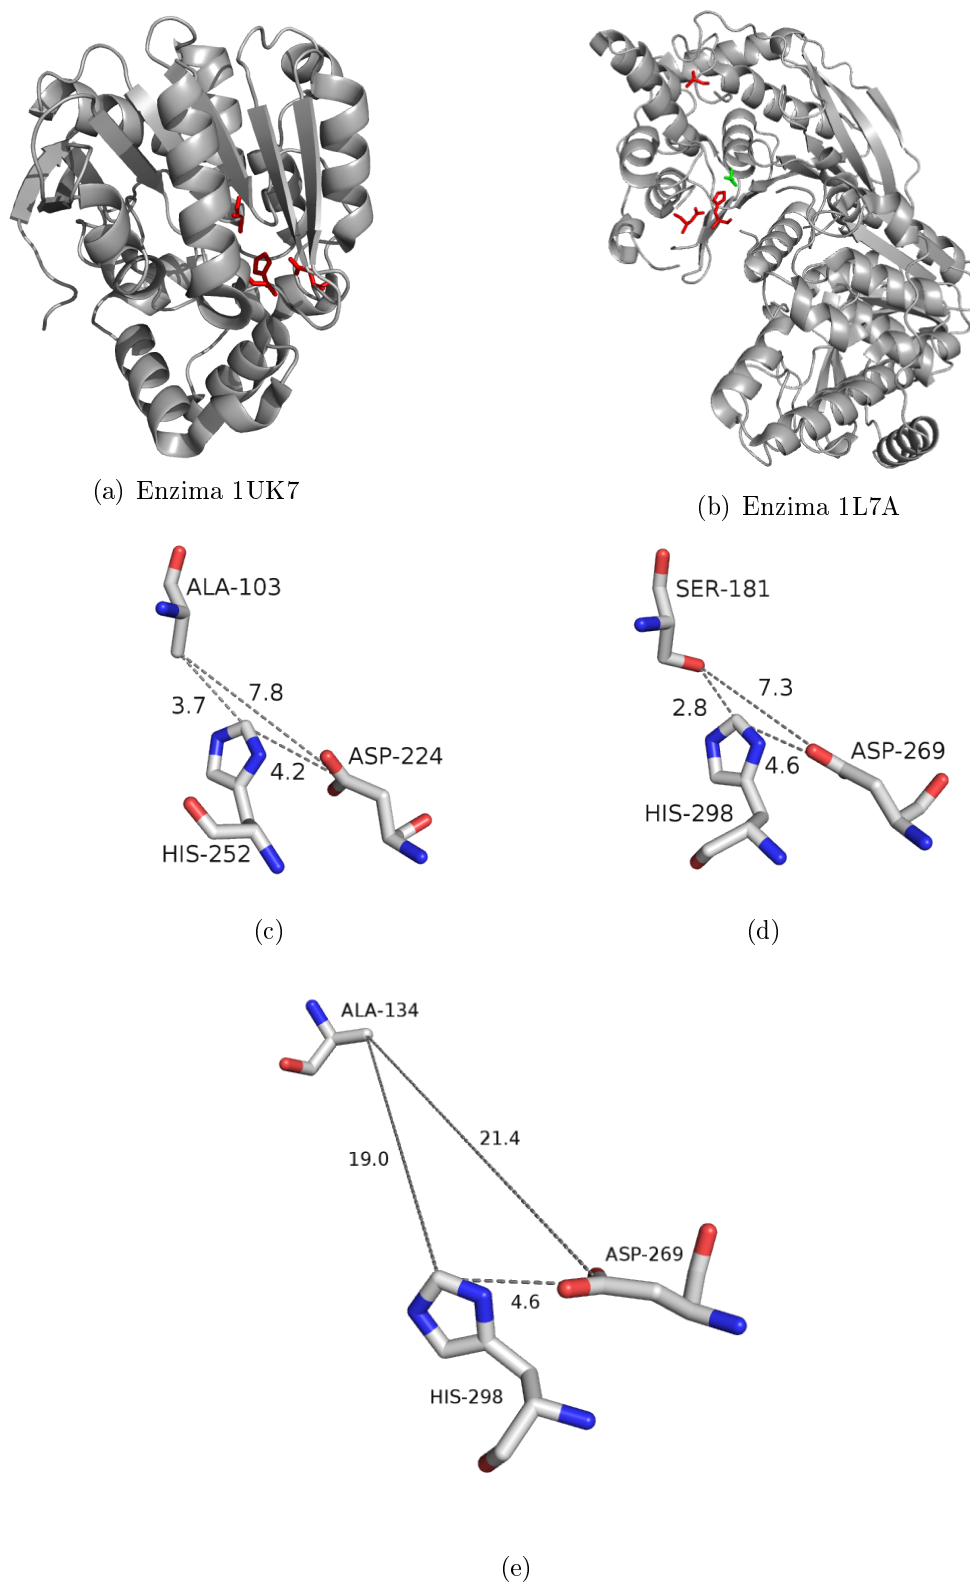 (a) Enzima 1UK7
(b) Enzima 1L7A
ALA-103
7.8
3.7
ASP-224
4.2
HIS-252
(c)
SER-181
7.3
2.8
ASP-269
4.6
HIS-298
(d)
ALA-134
21.4
19.0
ASP-269
4.6
HIS-298
(e)